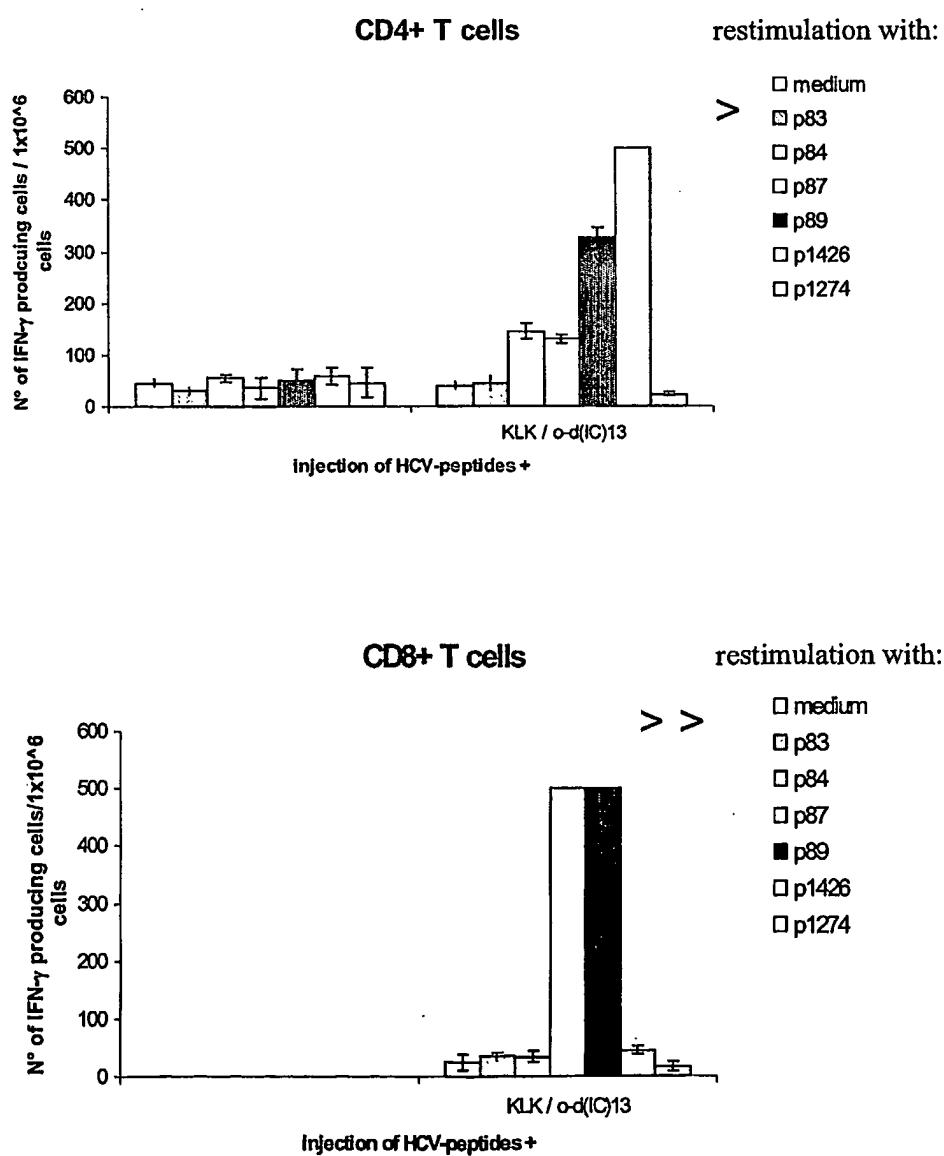 CD4+ T cells
restimulation with:
N° of IFN-γ prodcuing cells / 1x10^6
cells
600
500
400
300
200
100
0
>
medium
p83
p84
p87
p89
p1426
p1274
KLK / o-d(IC)13
injection of HCV-peptides +
CD8+ T cells
restimulation with:
N° of IFN-γ producing cells/1x10^6
cells
600
500
400
300
200
100
0
> >
medium
p83
p84
p87
p89
p1426
p1274
KLK / o-d(IC)13
injection of HCV-peptides +